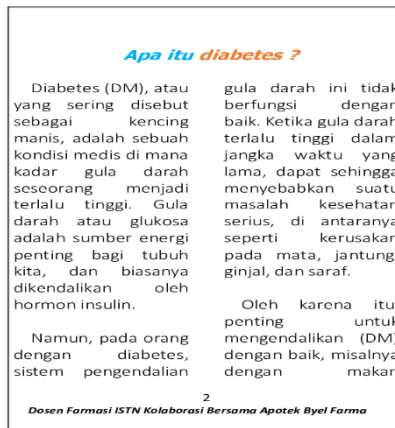 Apa itu diabetes ?
Diabetes (DM), atau
yang sering disebut
sebagai kencing
manis, adalah sebuah
kondisi medis di mana
kadar gula darah
seseorang menjadi
terlalu tinggi. Gula
darah atau glukosa
adalah sumber energi
penting bagi tubuh
kita, dan biasanya
dikendalikan oleh
hormon insulin.
Namun, pada orang
dengan diabetes,
sistem pengendalian
gula darah ini tidak
berfungsi dengan
baik. Ketika gula darah
terlalu tinggi dalam
jangka waktu yang
lama, dapat sehingga
menyebabkan suatu
masalah kesehatan
serius, di antaranya
seperti kerusakan
pada mata, jantung,
ginjal, dan saraf.
Oleh karena itu,
penting untuk
mengendalikan (DM)
dengan baik, misalnya
dengan makan
2
Dosen Farmasi ISTN Kolaborasi Bersama Apotek Byel Farma